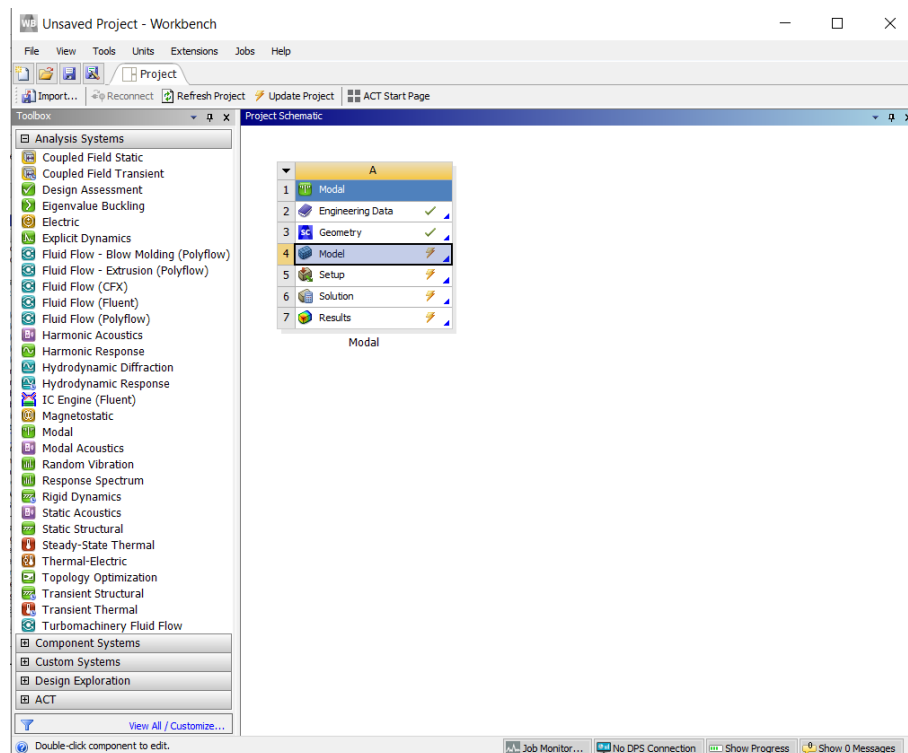 WB Unsaved Project - Workbench
File View Tools Units Extensions Jobs Help
Project
Import... Reconnect Refresh Project Update Project ACT Start Page
Toolbox
Project Schematic
Analysis Systems
Coupled Field Static
Coupled Field Transient
Design Assessment
Eigenvalue Buckling
Electric
Explicit Dynamics
Fluid Flow - Blow Molding (Polyflow)
Fluid Flow - Extrusion (Polyflow)
Fluid Flow (CFX)
Fluid Flow (Fluent)
Fluid Flow (Polyflow)
Harmonic Acoustics
Harmonic Response
Hydrodynamic Diffraction
Hydrodynamic Response
IC Engine (Fluent)
Magnetostatic
Modal
Modal Acoustics
Random Vibration
Response Spectrum
Rigid Dynamics
Static Acoustics
Static Structural
Steady-State Thermal
Thermal-Electric
Topology Optimization
Transient Structural
Transient Thermal
Turbomachinery Fluid Flow
Component Systems
Custom Systems
Design Exploration
ACT
View All / Customize...
A
1 Modal
2 Engineering Data
3 SC Geometry
4 Model
5 Setup
6 Solution
7 Results
Modal
Double-click component to edit.
Job Monitor... No DPS Connection Show Progress 0 Show 0 Messages